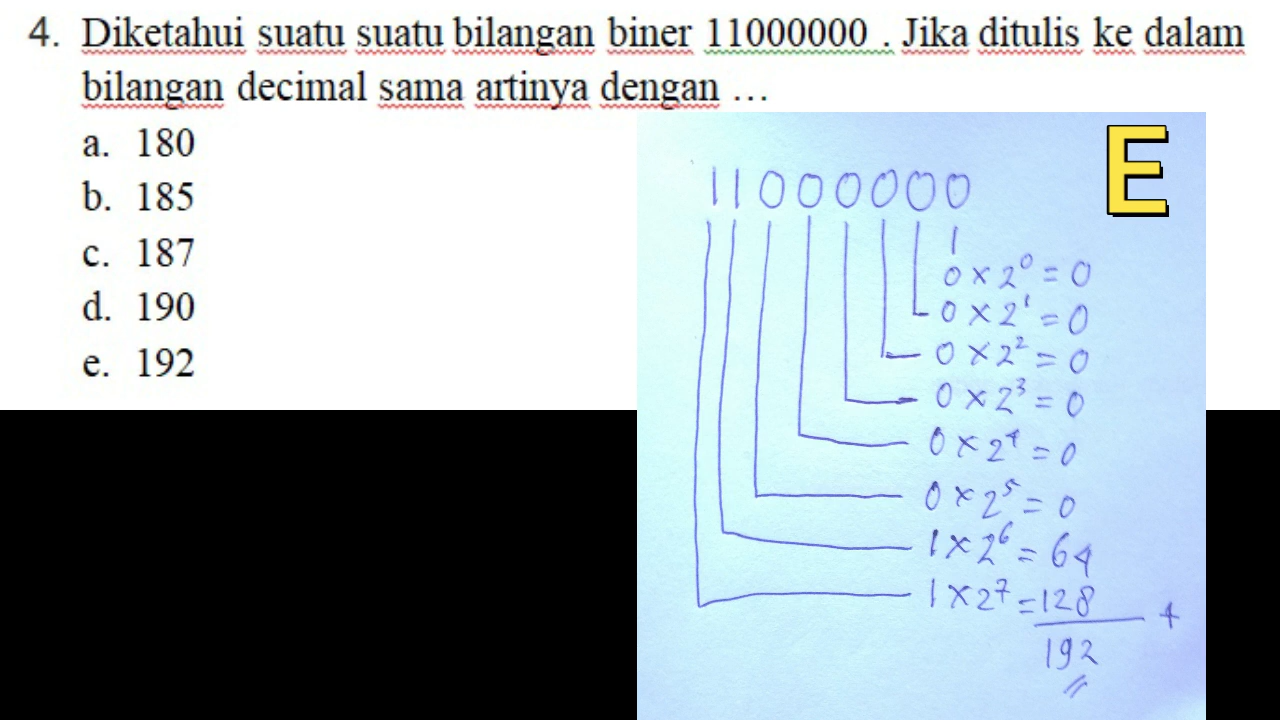 4. Diketahui suatu suatu bilangan biner 11000000 . Jika ditulis ke dalam
bilangan decimal sama artinya dengan …
a. 180
b. 185
c. 187
d. 190
e. 192
E
11000000
0 × 2⁰ = 0
0 × 2¹ = 0
0 × 2² = 0
0 × 2³ = 0
0 × 2⁴ = 0
0 × 2⁵ = 0
1 × 2⁶ = 64
1 × 2⁷ = 128
+
192